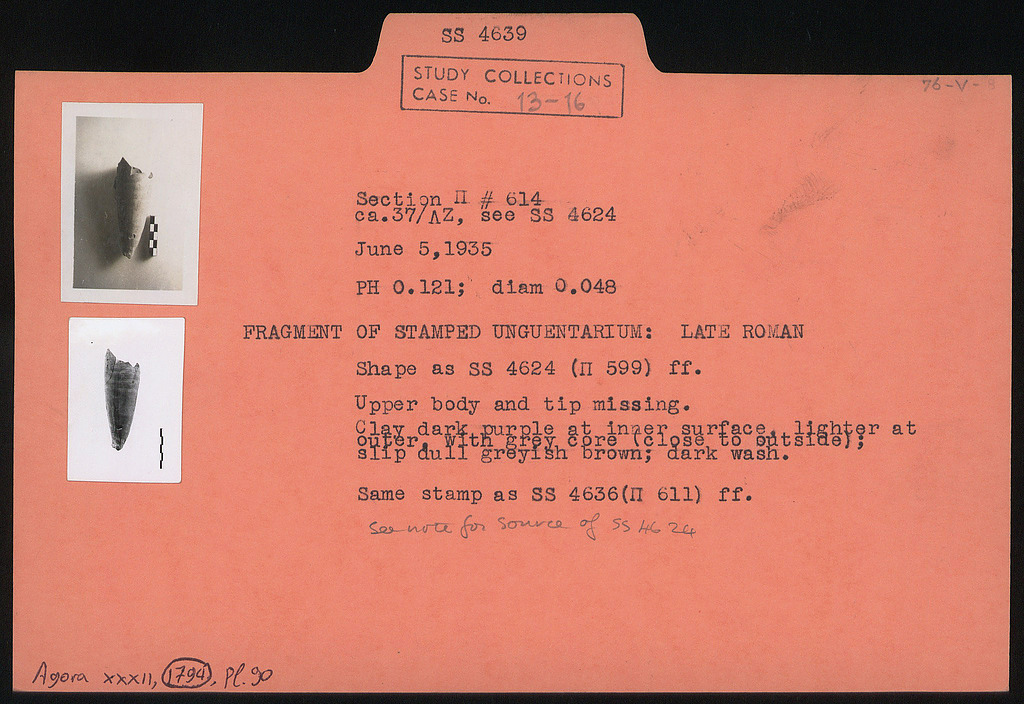 SS 4639
STUDY COLLECTIONS
CASE No. 13-16
76-V-
Section Π # 614
ca.37/ΛΖ, see SS 4624
June 5,1935
PH 0.121; diam 0.048
FRAGMENT OF STAMPED UNGUENTARIUM: LATE ROMAN
Shape as SS 4624 (Π 599) ff.
Upper body and tip missing.
Clay dark purple at inner surface, lighter at
outer, with grey core (close to outside);
slip dull greyish brown; dark wash.
Same stamp as SS 4636(Π 611) ff.
See note for source of SS 4624
Agora XXXII, 1794, Pl. 90